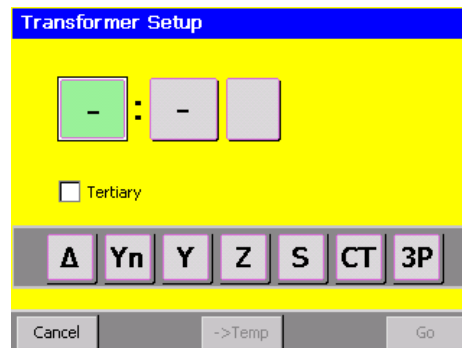 Transformer Setup
- : -
Tertiary
Δ Yn Y Z S CT 3P
Cancel ->Temp Go